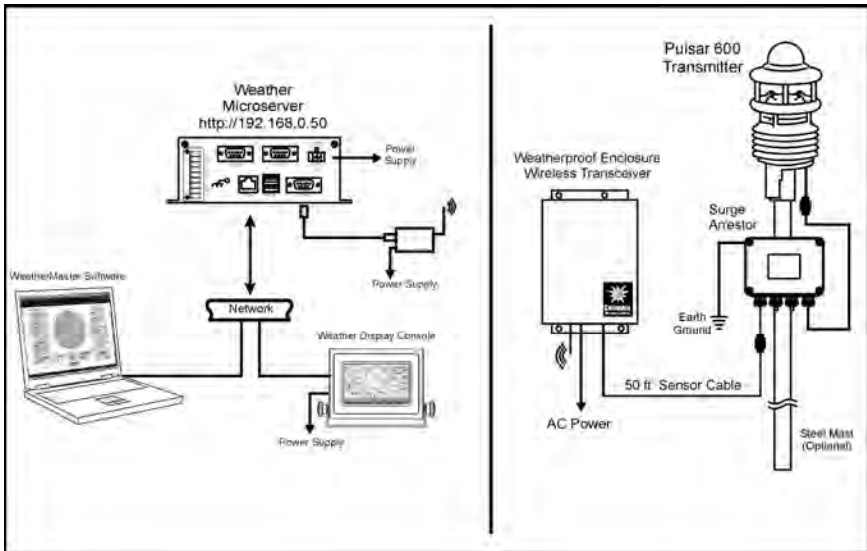 Weather
Microserver
http://192.168.0.50
Power
Supply
Power Supply
WeatherMaster Software
Network
Weather Display Console
Power Supply
Pulsar 600
Transmitter
Weatherproof Enclosure
Wireless Transceiver
Surge
Arrestor
Earth
Ground
50 ft Sensor Cable
AC Power
Steel Mast
(Optional)